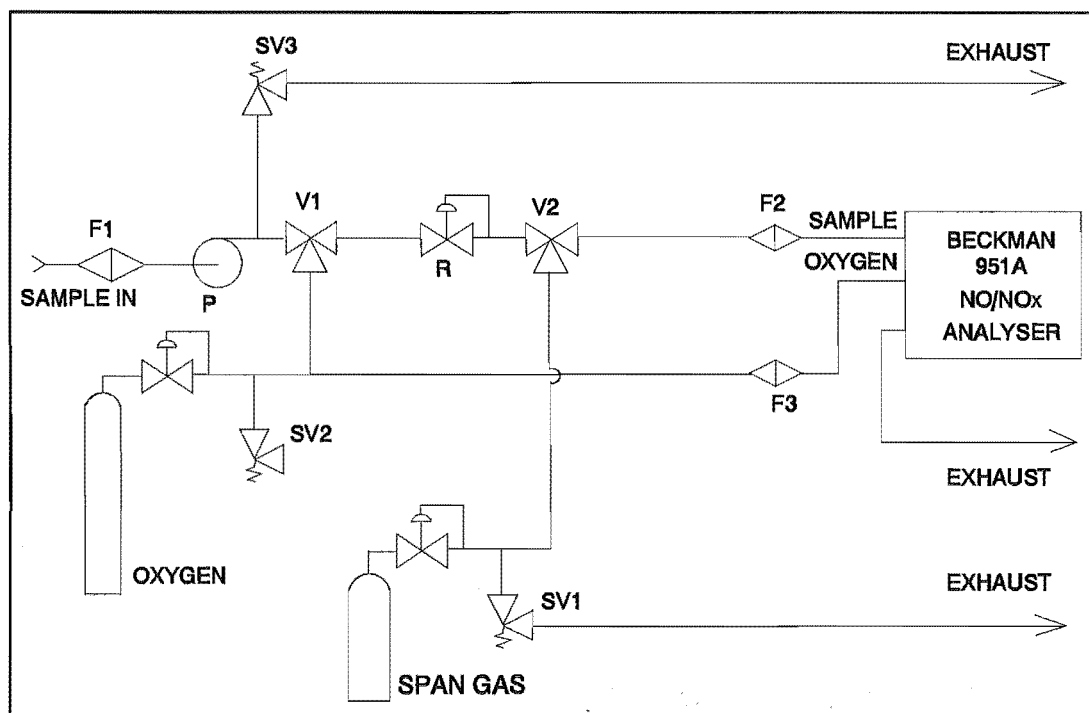 SV3
EXHAUST
F1
V1
V2
F2
SAMPLE
OXYGEN
BECKMAN
951A
NO/NOx
ANALYSER
SAMPLE IN
P
R
F3
SV2
EXHAUST
OXYGEN
SV1
EXHAUST
SPAN GAS